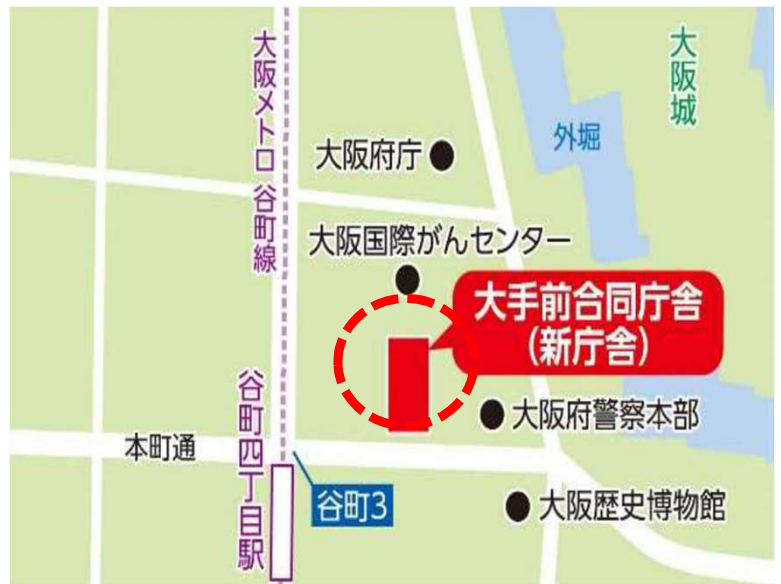 大阪メトロ 谷町線
大阪城
外堀
大阪府庁
大阪国際がんセンター
大手前合同庁舎
(新庁舎)
大阪府警察本部
谷町四丁目駅
本町通
谷町3
大阪歴史博物館